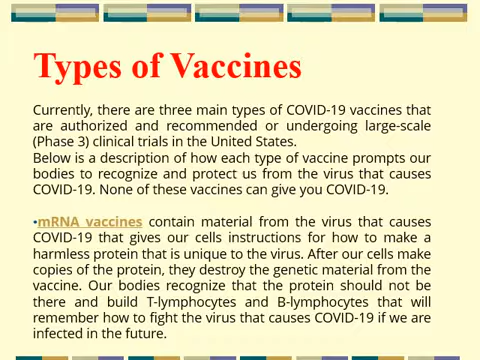 Types of Vaccines
Currently, there are three main types of COVID-19 vaccines that
are authorized and recommended or undergoing large-scale
(Phase 3) clinical trials in the United States.
Below is a description of how each type of vaccine prompts our
bodies to recognize and protect us from the virus that causes
COVID-19. None of these vaccines can give you COVID-19.
•mRNA vaccines contain material from the virus that causes
COVID-19 that gives our cells instructions for how to make a
harmless protein that is unique to the virus. After our cells make
copies of the protein, they destroy the genetic material from the
vaccine. Our bodies recognize that the protein should not be
there and build T-lymphocytes and B-lymphocytes that will
remember how to fight the virus that causes COVID-19 if we are
infected in the future.